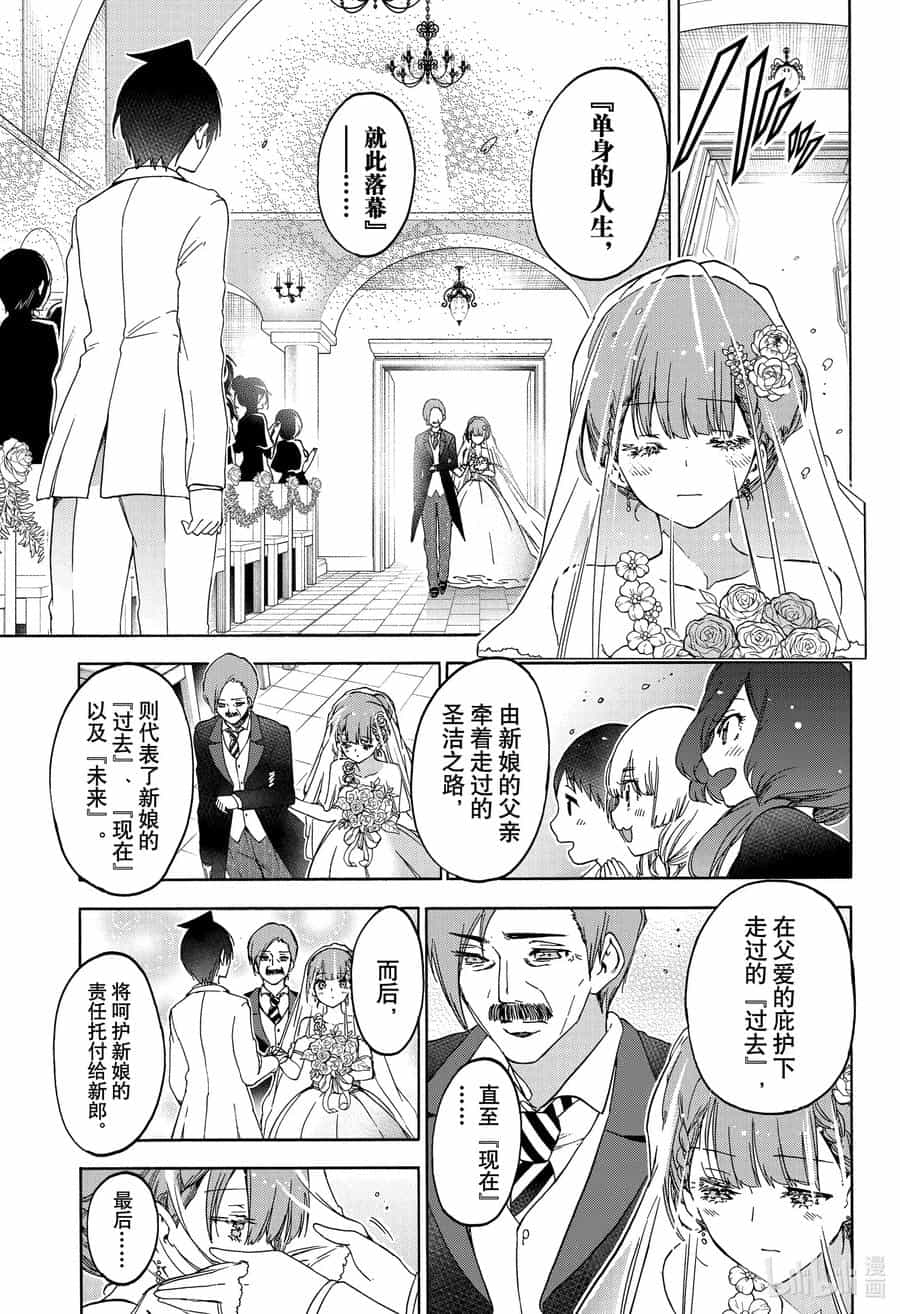 『单身的人生，
就此落幕』
——……
由新娘的父亲
牵着走过的
圣洁之路，
则代表了新娘的
『过去』、『现在』
以及『未来』。
在父爱的庇护下
走过的『过去』，
直至『现在』
……
而后，
将呵护新娘的
责任托付给新郎。
最后……
bilibili
漫画